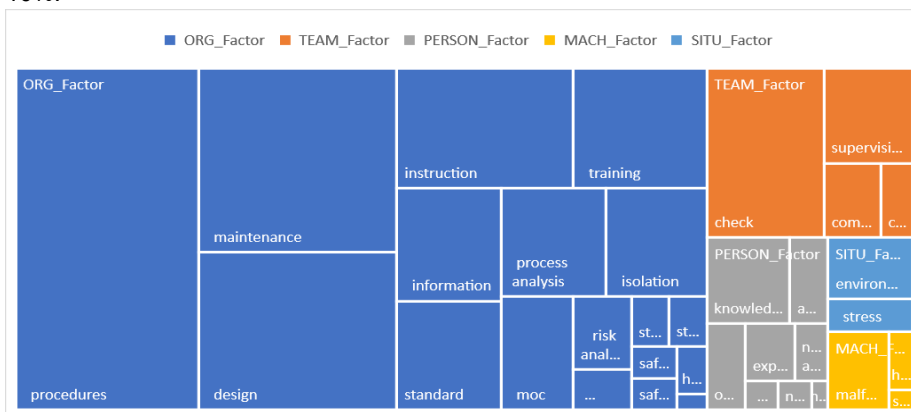 ORG_Factor TEAM_Factor PERSON_Factor MACH_Factor SITU_Factor
ORG_Factor
procedures
maintenance
design
instruction
training
information
process
analysis
isolation
standard
moc
risk
anal...
...
st...
st...
saf...
saf...
h...
TEAM_Factor
check
supervisi...
com...
c...
PERSON_Factor
knowled...
a...
o...
exp...
n...
a...
...
n...
SITU_Fa...
environ...
stress
MACH_F...
malf...
h...
s...